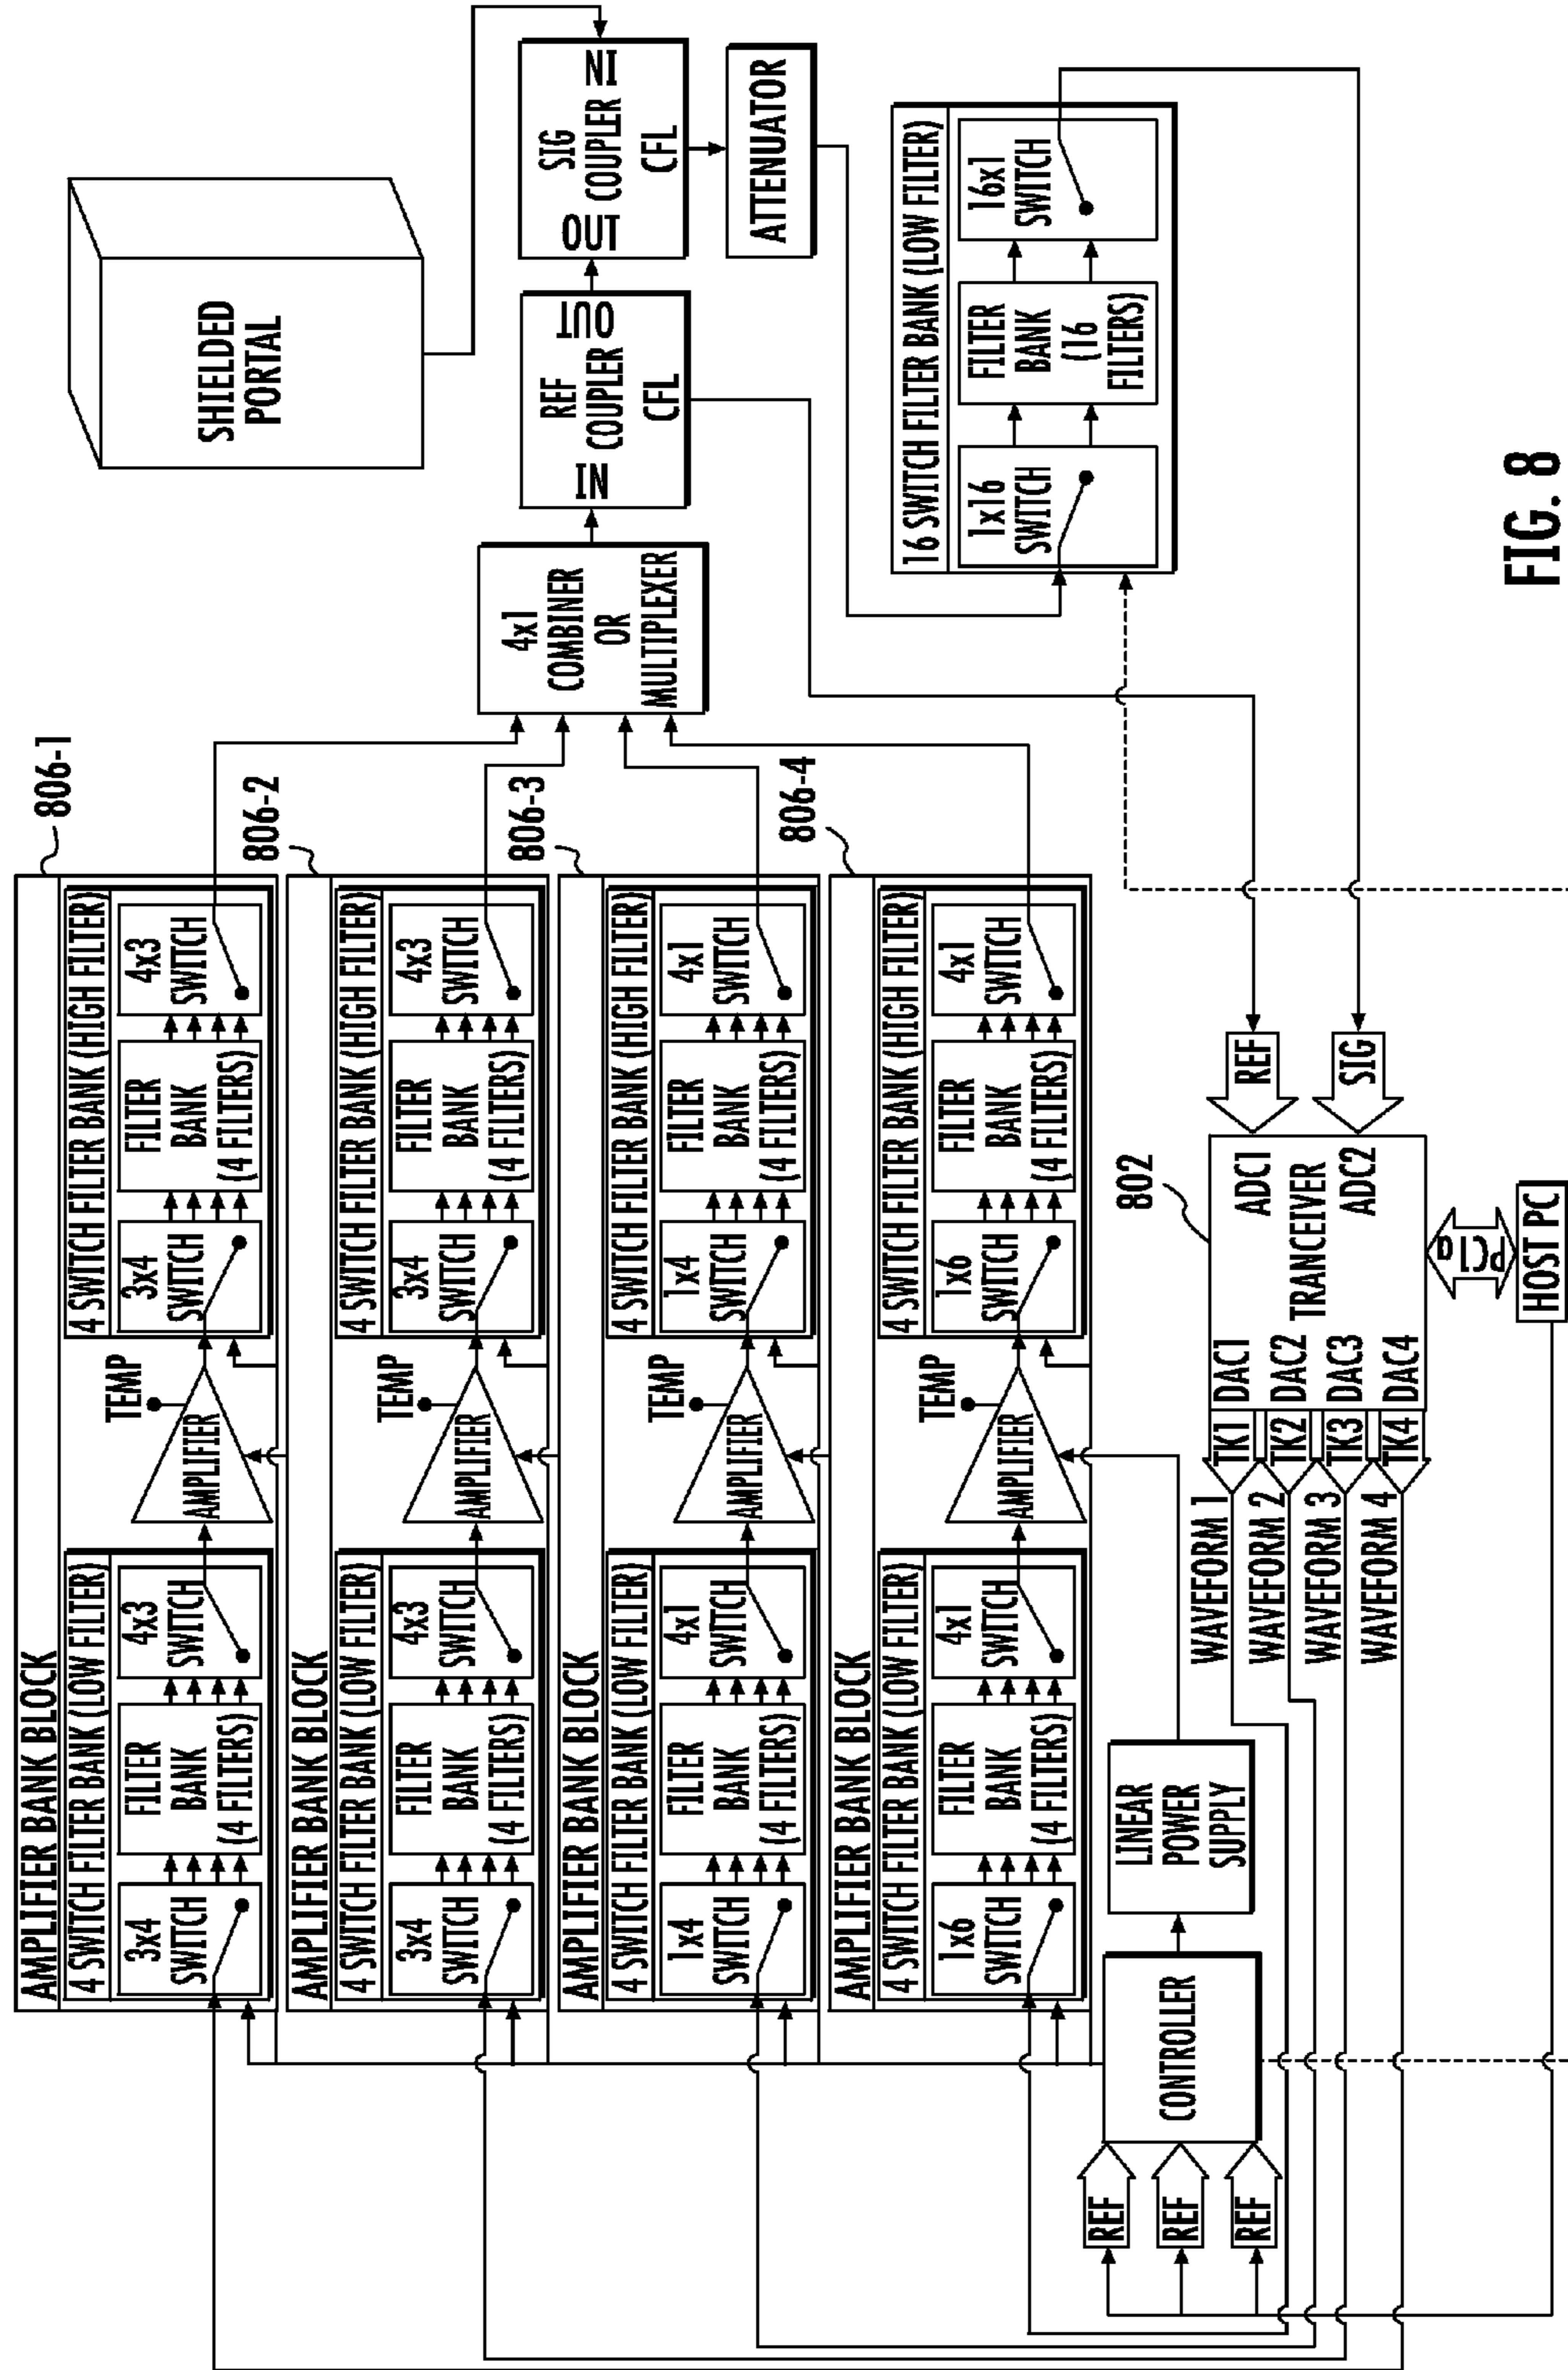 AMPLIFIER BANK BLOCK
806-1
4 SWITCH FILTER BANK (LOW FILTER)
3x4
SWITCH
FILTER
BANK
(4 FILTERS)
4x3
SWITCH
AMPLIFIER
TEMP
4 SWITCH FILTER BANK (HIGH FILTER)
3x4
SWITCH
FILTER
BANK
(4 FILTERS)
4x3
SWITCH
AMPLIFIER BANK BLOCK
806-2
4 SWITCH FILTER BANK (LOW FILTER)
3x4
SWITCH
FILTER
BANK
(4 FILTERS)
4x3
SWITCH
AMPLIFIER
TEMP
4 SWITCH FILTER BANK (HIGH FILTER)
3x4
SWITCH
FILTER
BANK
(4 FILTERS)
4x3
SWITCH
AMPLIFIER BANK BLOCK
806-3
4 SWITCH FILTER BANK (LOW FILTER)
1x4
SWITCH
FILTER
BANK
(4 FILTERS)
4x1
SWITCH
AMPLIFIER
TEMP
4 SWITCH FILTER BANK (HIGH FILTER)
1x4
SWITCH
FILTER
BANK
(4 FILTERS)
4x1
SWITCH
AMPLIFIER BANK BLOCK
806-4
4 SWITCH FILTER BANK (LOW FILTER)
1x6
SWITCH
FILTER
BANK
(4 FILTERS)
4x1
SWITCH
AMPLIFIER
TEMP
4 SWITCH FILTER BANK (HIGH FILTER)
1x6
SWITCH
FILTER
BANK
(4 FILTERS)
4x1
SWITCH
SHIELDED
PORTAL
4x1
COMBINER
OR
MULTIPLEXER
REF
COUPLER
IN
OUT
CFL
SIG
COUPLER
OUT
IN
CFL
ATTENUATOR
16 SWITCH FILTER BANK (LOW FILTER)
1x16
SWITCH
FILTER
BANK
(16
FILTERS)
16x1
SWITCH
REF
REF
REF
CONTROLLER
LINEAR
POWER
SUPPLY
WAVEFORM 1
WAVEFORM 2
WAVEFORM 3
WAVEFORM 4
TK1
TK2
TK3
TK4
DAC1
DAC2
DAC3
DAC4
TRANCEIVER
ADC1
ADC2
802
REF
SIG
PC1a
HOST PC
FIG. 8